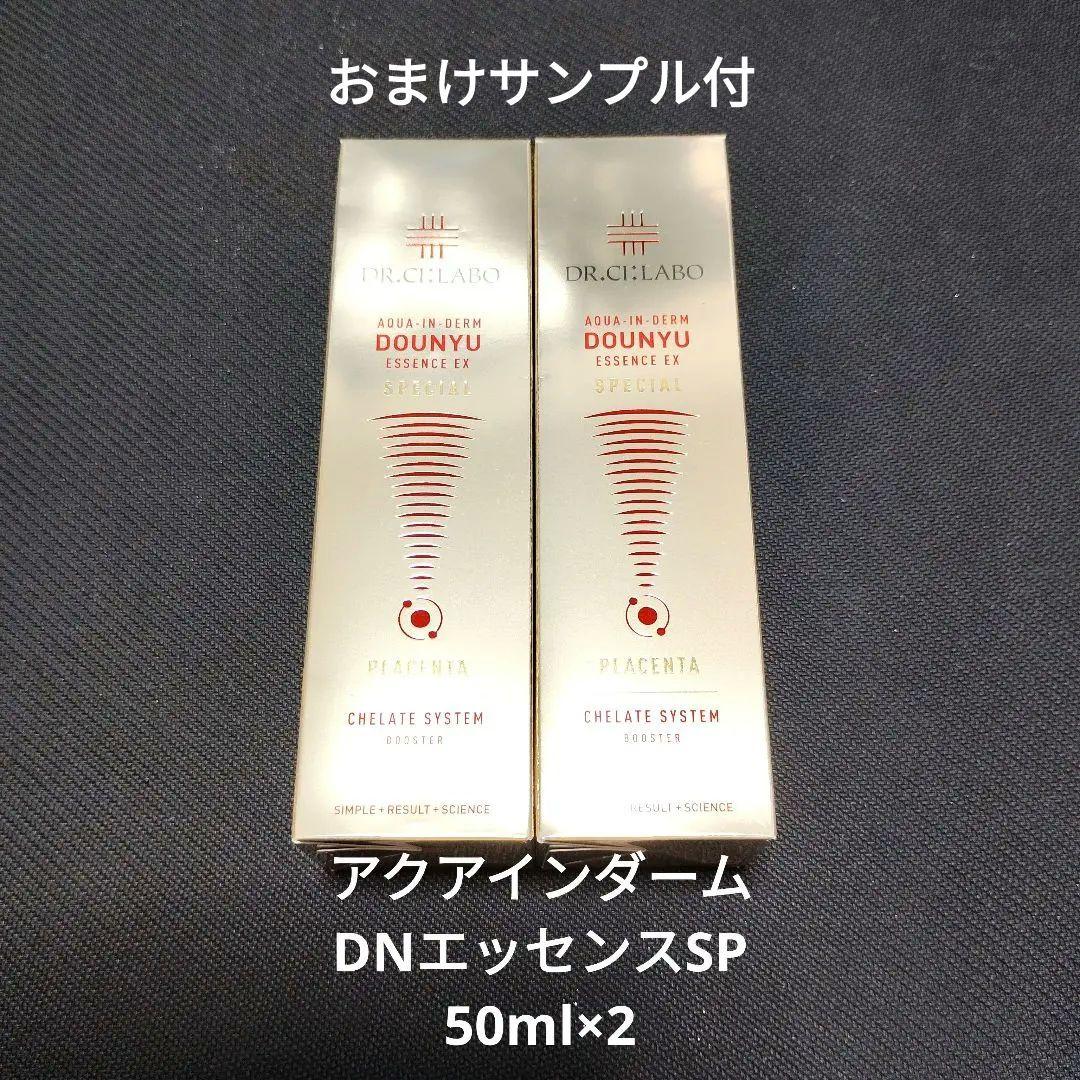 おまけサンプル付
DR.CI:LABO
AQUA-IN-DERM
DOUNYU
ESSENCE EX
SPECIAL
PLACENTA
CHELATE SYSTEM
BOOSTER
SIMPLE+RESULT+SCIENCE
DR.CI:LABO
AQUA-IN-DERM
DOUNYU
ESSENCE EX
SPECIAL
PLACENTA
CHELATE SYSTEM
BOOSTER
RESULT+SCIENCE
アクアインダーム
DNエッセンスSP
50ml×2